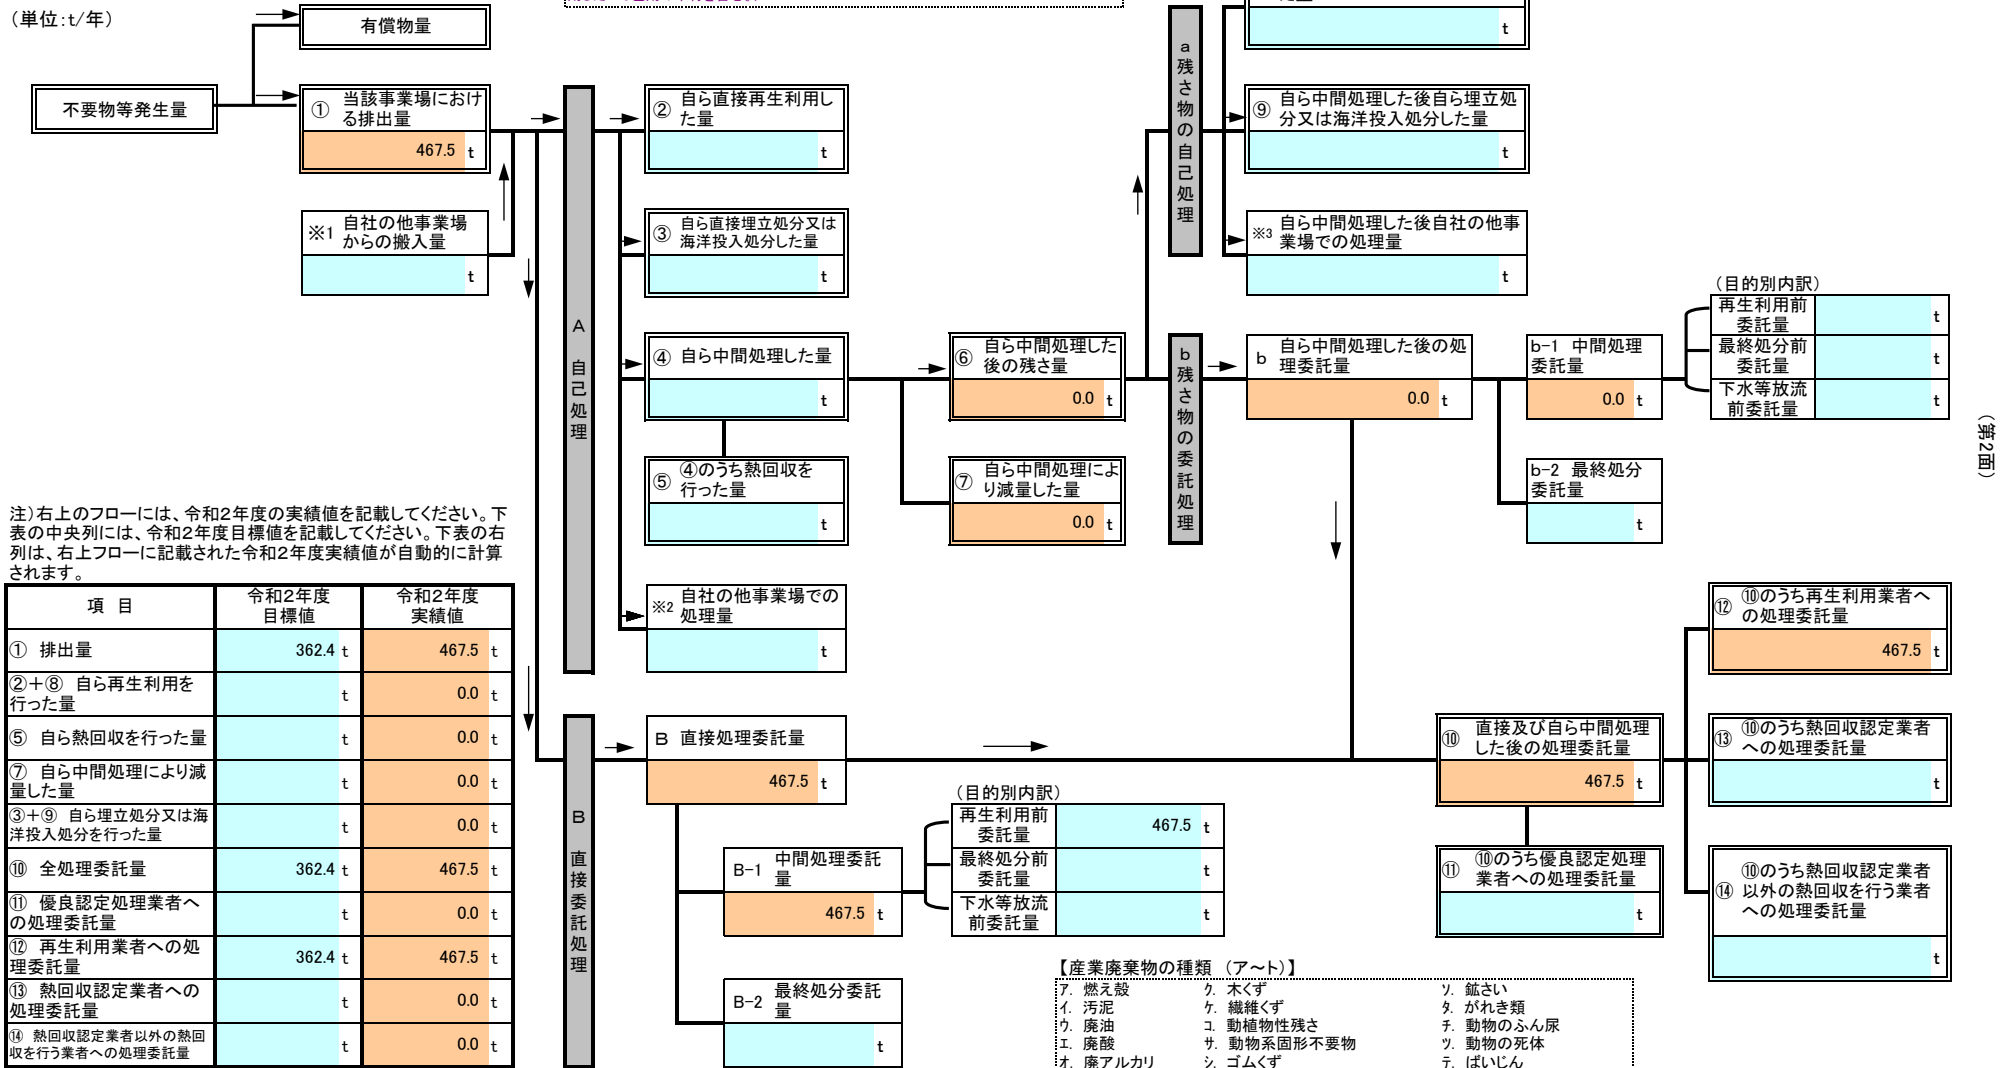 (単位:t/年)
有償物量
不要物等発生量
① 当該事業場におけ
る排出量
467.5 t
※1 自社の他事業場
からの搬入量
t
A 自己処理
② 自ら直接再生利用し
た量
t
③ 自ら直接埋立処分又は
海洋投入処分した量
t
④ 自ら中間処理した量
t
⑤ ④のうち熱回収を
行った量
t
※2 自社の他事業場での
処理量
t
⑥ 自ら中間処理した
後の残さ量
0.0 t
⑦ 自ら中間処理によ
り減量した量
0.0 t
a 残さ物の自己処理
t
⑨ 自ら中間処理した後自ら埋立処
分又は海洋投入処分した量
t
※3 自ら中間処理した後自社の他事
業場での処理量
t
b 残さ物の委託処理
b 自ら中間処理した後の処
理委託量
0.0 t
b-1 中間処理
委託量
0.0 t
b-2 最終処分
委託量
t
(目的別内訳)
再生利用前
委託量
t
最終処分前
委託量
t
下水等放流
前委託量
t
(第2面)
注)右上のフローには、令和2年度の実績値を記載してください。下
表の中央列には、令和2年度目標値を記載してください。下表の右
列は、右上フローに記載された令和2年度実績値が自動的に計算
されます。
項 目 令和2年度
目標値 令和2年度
実績値
① 排出量 362.4 t 467.5 t
②+⑧ 自ら再生利用を
行った量 t 0.0 t
⑤ 自ら熱回収を行った量 t 0.0 t
⑦ 自ら中間処理により減
量した量 t 0.0 t
③+⑨ 自ら埋立処分又は海
洋投入処分を行った量 t 0.0 t
⑩ 全処理委託量 362.4 t 467.5 t
⑪ 優良認定処理業者へ
の処理委託量 t 0.0 t
⑫ 再生利用業者への処
理委託量 362.4 t 467.5 t
⑬ 熱回収認定業者への
処理委託量 t 0.0 t
⑭ 熱回収認定業者以外の熱回
収を行う業者への処理委託量 t 0.0 t
B 直接委託処理
B 直接処理委託量
467.5 t
B-1 中間処理委託
量
467.5 t
B-2 最終処分委託
量
t
(目的別内訳)
再生利用前
委託量
467.5 t
最終処分前
委託量
t
下水等放流
前委託量
t
⑩ 直接及び自ら中間処理
した後の処理委託量
467.5 t
⑪ ⑩のうち優良認定処理
業者への処理委託量
t
⑫ ⑩のうち再生利用業者へ
の処理委託量
467.5 t
⑬ ⑩のうち熱回収認定業者
への処理委託量
t
⑭ ⑩のうち熱回収認定業者
以外の熱回収を行う業者
への処理委託量
t
【産業廃棄物の種類 (ア~ト)】
ア. 燃え殻 ク. 木くず ソ. 鉱さい
イ. 汚泥 ケ. 繊維くず タ. がれき類
ウ. 廃油 コ. 動植物性残さ チ. 動物のふん尿
エ. 廃酸 サ. 動物系固形不要物 ツ. 動物の死体
オ. 廃アルカリ シ. ゴムくず テ. ばいじん